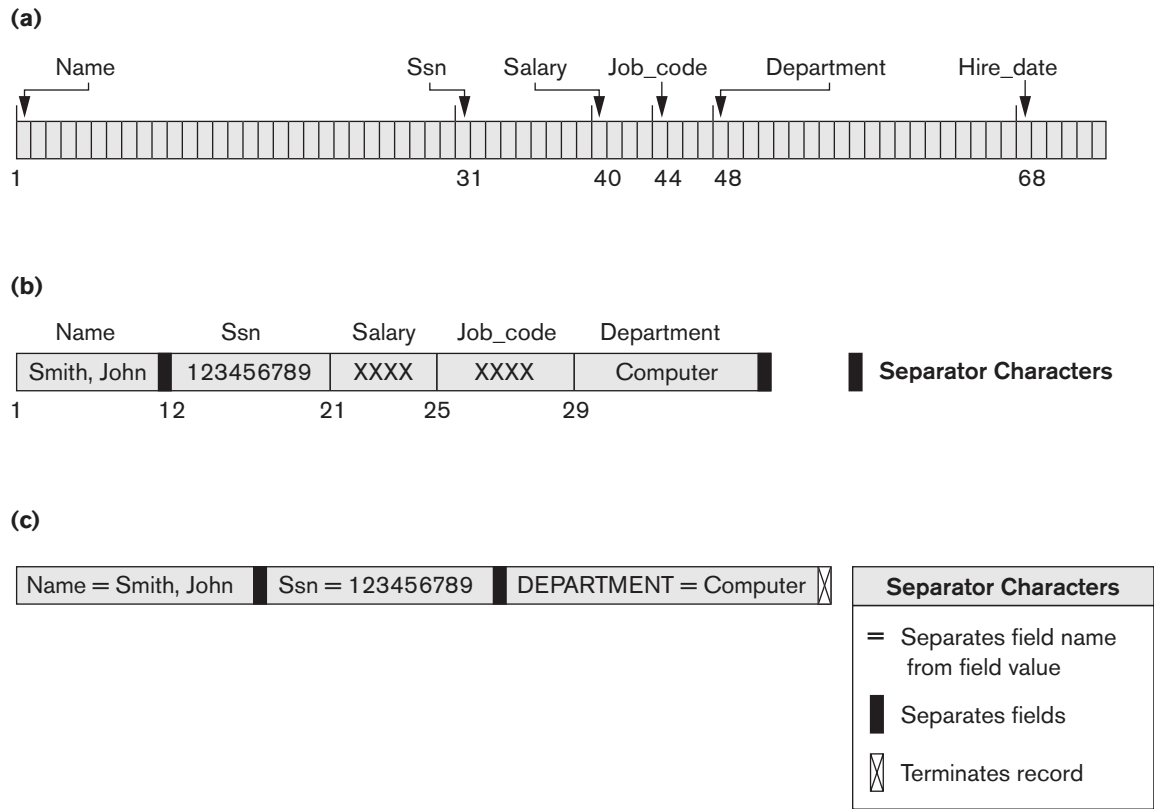 (a)
Name Ssn Salary Job_code Department Hire_date
1 31 40 44 48 68
(b)
Name Ssn Salary Job_code Department
Smith, John 123456789 XXXX XXXX Computer
Separator Characters
1 12 21 25 29
(c)
Name = Smith, John Ssn = 123456789 DEPARTMENT = Computer
Separator Characters
= Separates field name
from field value
Separates fields
Terminates record